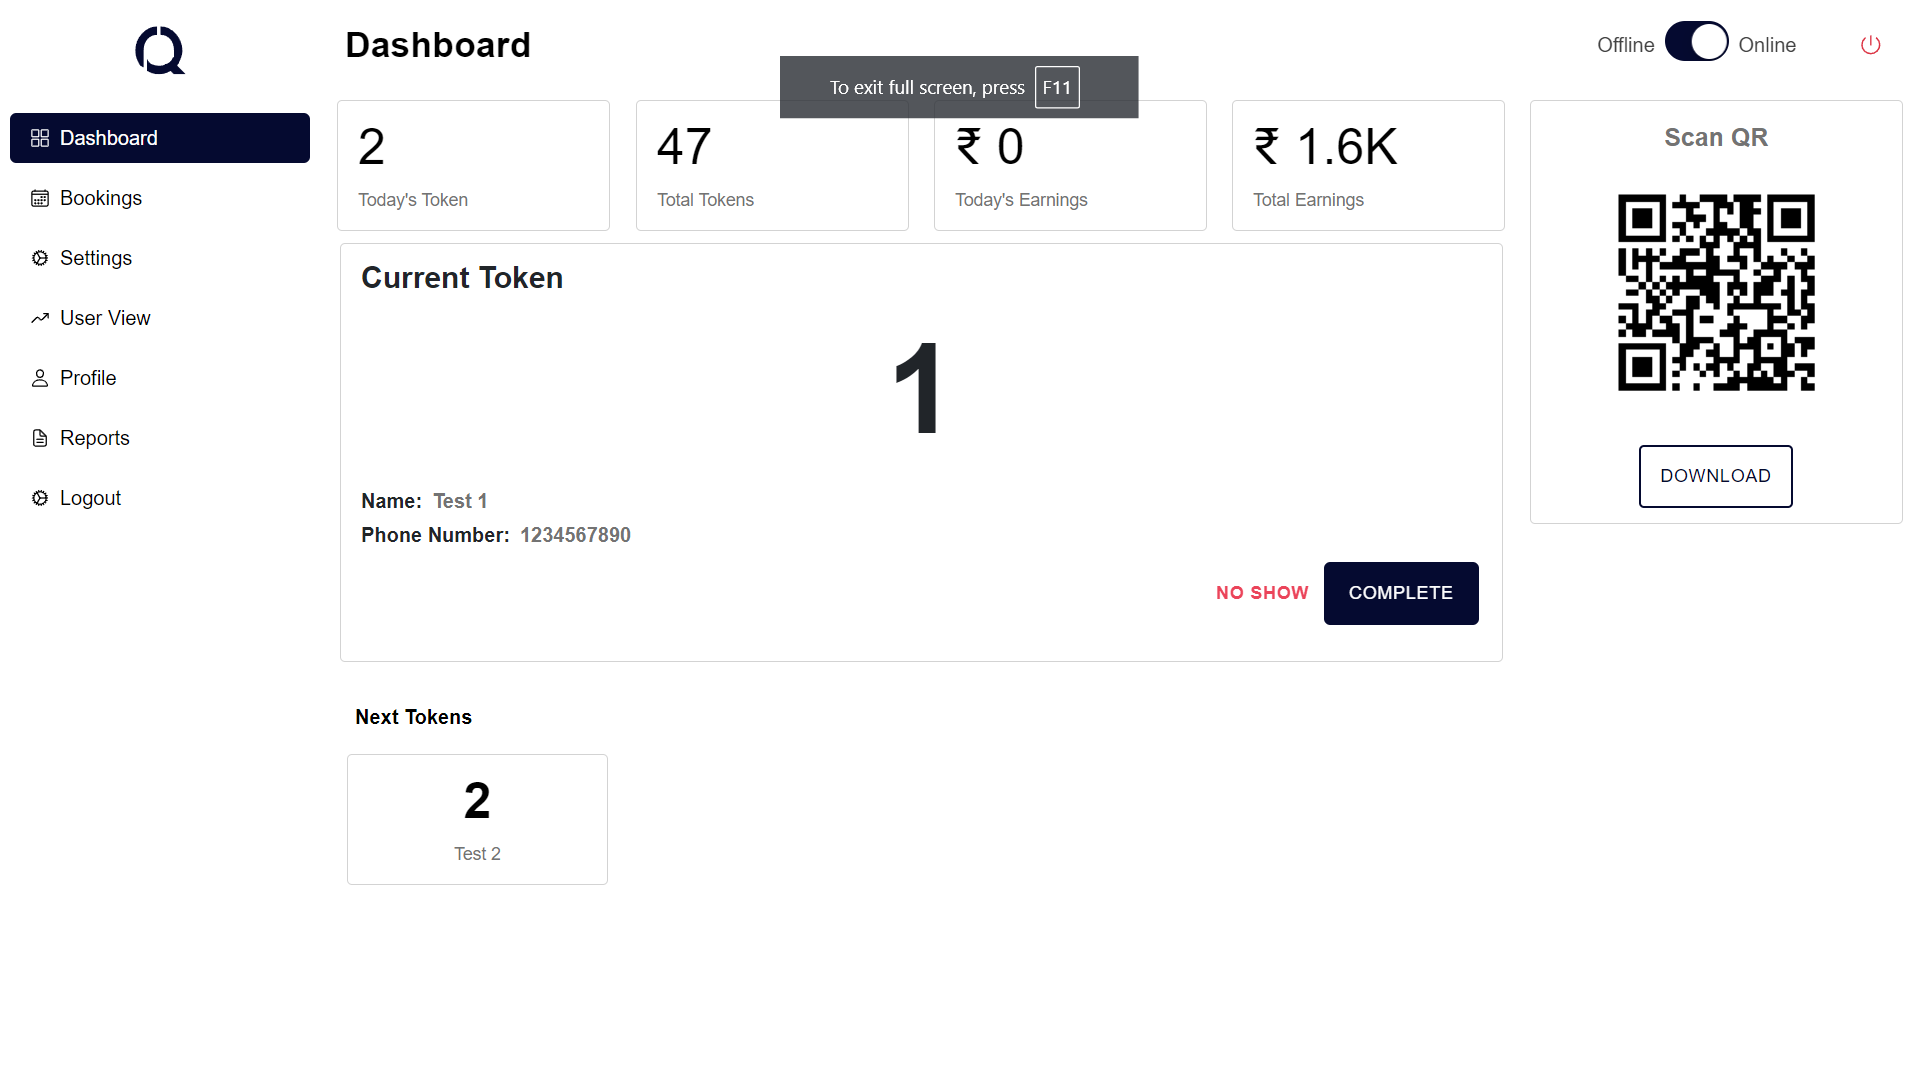 Dashboard
Offline
Online
To exit full screen, press F11
Dashboard
Bookings
Settings
User View
Profile
Reports
Logout
2
Today's Token
47
Total Tokens
₹ 0
Today's Earnings
₹ 1.6K
Total Earnings
Scan QR
DOWNLOAD
Current Token
1
Name: Test 1
Phone Number: 1234567890
NO SHOW
COMPLETE
Next Tokens
2
Test 2